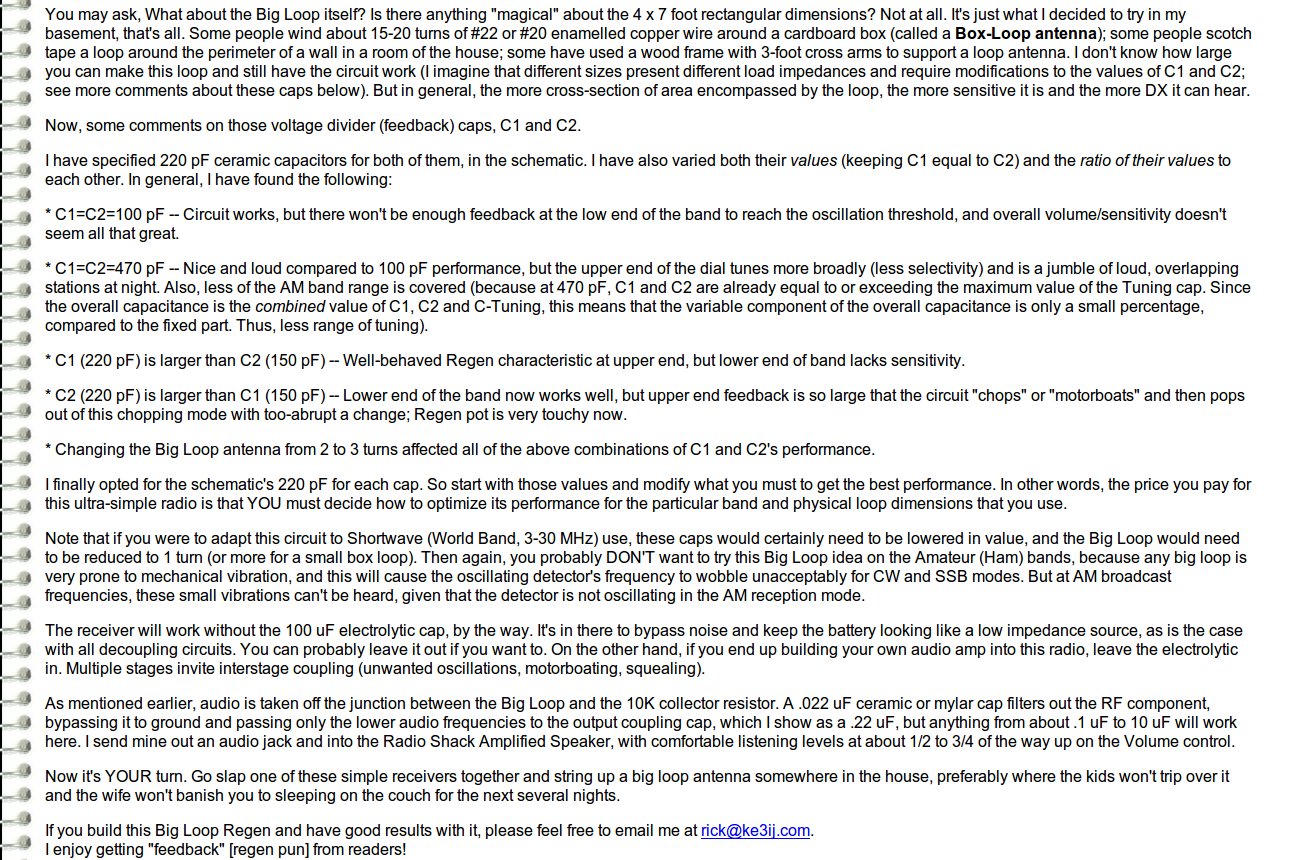 You may ask, What about the Big Loop itself? Is there anything "magical" about the 4 x 7 foot rectangular dimensions? Not at all. It's just what I decided to try in my
basement, that's all. Some people wind about 15-20 turns of #22 or #20 enamelled copper wire around a cardboard box (called a Box-Loop antenna); some people scotch
tape a loop around the perimeter of a wall in a room of the house; some have used a wood frame with 3-foot cross arms to support a loop antenna. I don't know how large
you can make this loop and still have the circuit work (I imagine that different sizes present different load impedances and require modifications to the values of C1 and C2;
see more comments about these caps below). But in general, the more cross-section of area encompassed by the loop, the more sensitive it is and the more DX it can hear.
Now, some comments on those voltage divider (feedback) caps, C1 and C2.
I have specified 220 pF ceramic capacitors for both of them, in the schematic. I have also varied both their values (keeping C1 equal to C2) and the ratio of their values to
each other. In general, I have found the following:
* C1=C2=100 pF -- Circuit works, but there won't be enough feedback at the low end of the band to reach the oscillation threshold, and overall volume/sensitivity doesn't
seem all that great.
* C1=C2=470 pF -- Nice and loud compared to 100 pF performance, but the upper end of the dial tunes more broadly (less selectivity) and is a jumble of loud, overlapping
stations at night. Also, less of the AM band range is covered (because at 470 pF, C1 and C2 are already equal to or exceeding the maximum value of the Tuning cap. Since
the overall capacitance is the combined value of C1, C2 and C-Tuning, this means that the variable component of the overall capacitance is only a small percentage,
compared to the fixed part. Thus, less range of tuning).
* C1 (220 pF) is larger than C2 (150 pF) -- Well-behaved Regen characteristic at upper end, but lower end of band lacks sensitivity.
* C2 (220 pF) is larger than C1 (150 pF) -- Lower end of the band now works well, but upper end feedback is so large that the circuit "chops" or "motorboats" and then pops
out of this chopping mode with too-abrupt a change; Regen pot is very touchy now.
* Changing the Big Loop antenna from 2 to 3 turns affected all of the above combinations of C1 and C2's performance.
I finally opted for the schematic's 220 pF for each cap. So start with those values and modify what you must to get the best performance. In other words, the price you pay for
this ultra-simple radio is that YOU must decide how to optimize its performance for the particular band and physical loop dimensions that you use.
Note that if you were to adapt this circuit to Shortwave (World Band, 3-30 MHz) use, these caps would certainly need to be lowered in value, and the Big Loop would need
to be reduced to 1 turn (or more for a small box loop). Then again, you probably DON'T want to try this Big Loop idea on the Amateur (Ham) bands, because any big loop is
very prone to mechanical vibration, and this will cause the oscillating detector's frequency to wobble unacceptably for CW and SSB modes. But at AM broadcast
frequencies, these small vibrations can't be heard, given that the detector is not oscillating in the AM reception mode.
The receiver will work without the 100 uF electrolytic cap, by the way. It's in there to bypass noise and keep the battery looking like a low impedance source, as is the case
with all decoupling circuits. You can probably leave it out if you want to. On the other hand, if you end up building your own audio amp into this radio, leave the electrolytic
in. Multiple stages invite interstage coupling (unwanted oscillations, motorboating, squealing).
As mentioned earlier, audio is taken off the junction between the Big Loop and the 10K collector resistor. A .022 uF ceramic or mylar cap filters out the RF component,
bypassing it to ground and passing only the lower audio frequencies to the output coupling cap, which I show as a .22 uF, but anything from about .1 uF to 10 uF will work
here. I send mine out an audio jack and into the Radio Shack Amplified Speaker, with comfortable listening levels at about 1/2 to 3/4 of the way up on the Volume control.
Now it's YOUR turn. Go slap one of these simple receivers together and string up a big loop antenna somewhere in the house, preferably where the kids won't trip over it
and the wife won't banish you to sleeping on the couch for the next several nights.
If you build this Big Loop Regen and have good results with it, please feel free to email me at rick@ke3ij.com.
I enjoy getting "feedback" [regen pun] from readers!